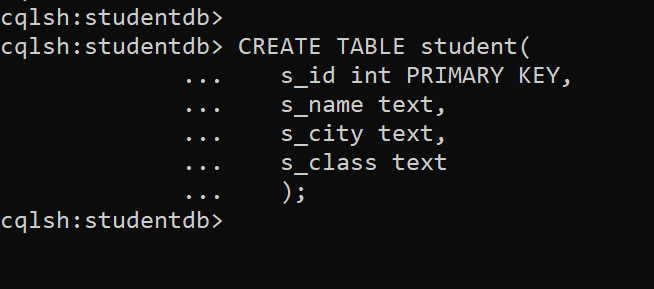 cqlsh:studentdb>
cqlsh:studentdb> CREATE TABLE student(
             ...    s_id int PRIMARY KEY,
             ...    s_name text,
             ...    s_city text,
             ...    s_class text
             ...    );
cqlsh:studentdb>